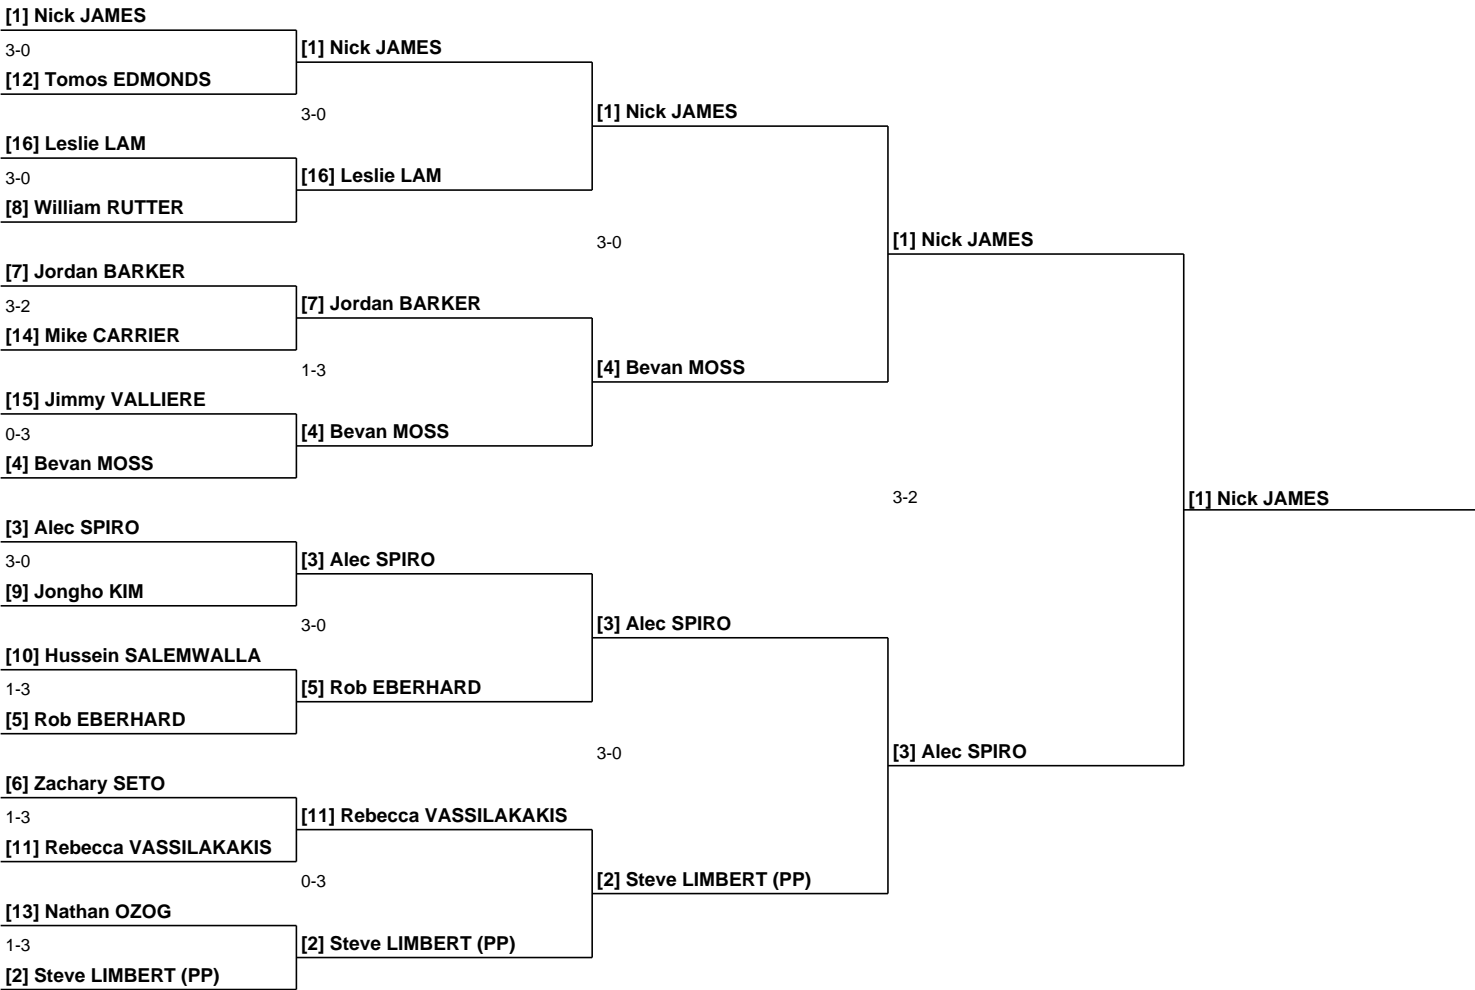 [1] Nick JAMES
3-0
[12] Tomos EDMONDS
[16] Leslie LAM
3-0
[8] William RUTTER
[7] Jordan BARKER
3-2
[14] Mike CARRIER
[15] Jimmy VALLIERE
0-3
[4] Bevan MOSS
[3] Alec SPIRO
3-0
[9] Jongho KIM
[10] Hussein SALEMWALLA
1-3
[5] Rob EBERHARD
[6] Zachary SETO
1-3
[11] Rebecca VASSILAKAKIS
[13] Nathan OZOG
1-3
[2] Steve LIMBERT (PP)
[1] Nick JAMES
3-0
[16] Leslie LAM
[7] Jordan BARKER
1-3
[4] Bevan MOSS
[3] Alec SPIRO
3-0
[5] Rob EBERHARD
[11] Rebecca VASSILAKAKIS
0-3
[2] Steve LIMBERT (PP)
[1] Nick JAMES
3-0
[4] Bevan MOSS
[3] Alec SPIRO
3-0
[2] Steve LIMBERT (PP)
[1] Nick JAMES
3-2
[3] Alec SPIRO
[1] Nick JAMES